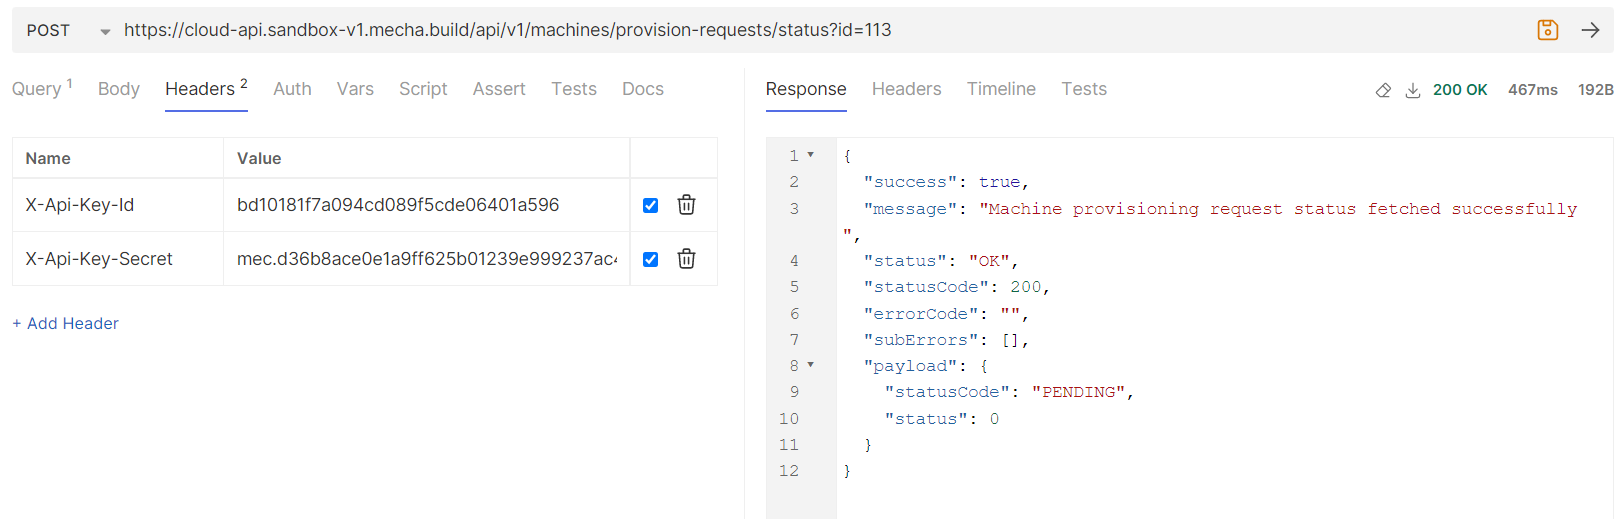 POST https://cloud-api.sandbox-v1.mecha.build/api/v1/machines/provision-requests/status?id=113
Query 1 Body Headers 2 Auth Vars Script Assert Tests Docs
Name Value
X-Api-Key-Id bd10181f7a094cd089f5cde06401a596
X-Api-Key-Secret mec.d36b8ace0e1a9ff625b01239e999237ac
+ Add Header
Response Headers Timeline Tests 200 OK 467ms 192B
1 {
2 "success": true,
3 "message": "Machine provisioning request status fetched successfully
",
4 "status": "OK",
5 "statusCode": 200,
6 "errorCode": "",
7 "subErrors": [],
8 "payload": {
9 "statusCode": "PENDING",
10 "status": 0
11 }
12 }